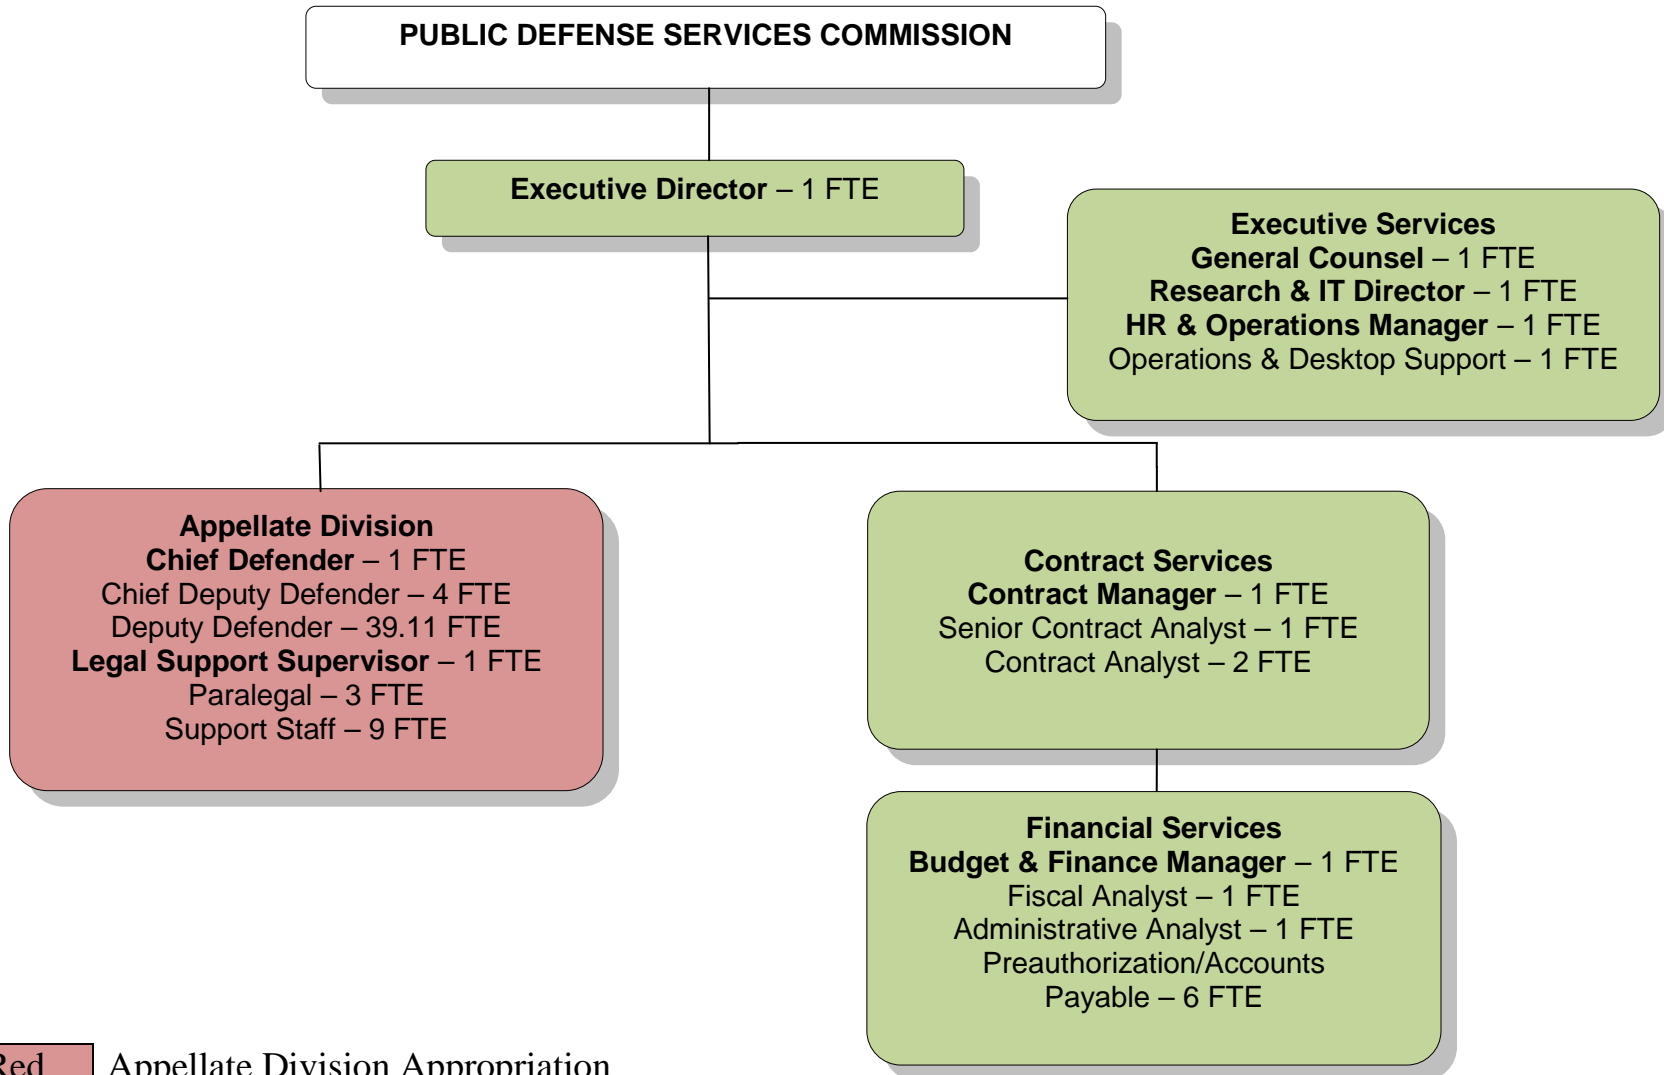 PUBLIC DEFENSE SERVICES COMMISSION
Executive Director – 1 FTE
Executive Services
General Counsel – 1 FTE
Research & IT Director – 1 FTE
HR & Operations Manager – 1 FTE
Operations & Desktop Support – 1 FTE
Appellate Division
Chief Defender – 1 FTE
Chief Deputy Defender – 4 FTE
Deputy Defender – 39.11 FTE
Legal Support Supervisor – 1 FTE
Paralegal – 3 FTE
Support Staff – 9 FTE
Contract Services
Contract Manager – 1 FTE
Senior Contract Analyst – 1 FTE
Contract Analyst – 2 FTE
Financial Services
Budget & Finance Manager – 1 FTE
Fiscal Analyst – 1 FTE
Administrative Analyst – 1 FTE
Preauthorization/Accounts
Payable – 6 FTE
Red Appellate Division Appropriation